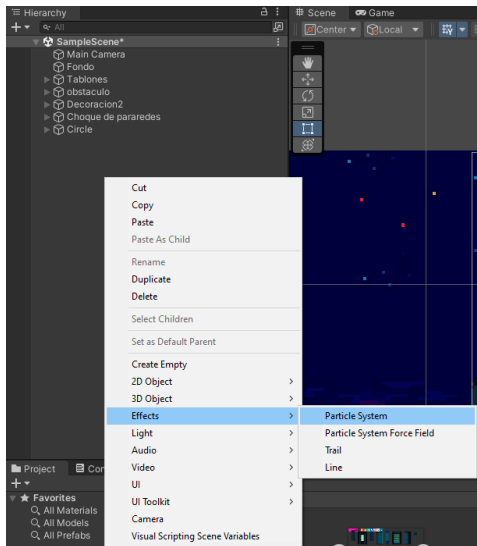 Hierarchy
Scene
Game
All
Center
Local
SampleScene*
Main Camera
Fondo
Tablones
obstaculo
Decoracion2
Choque de pararedes
Circle
Cut
Copy
Paste
Paste As Child
Rename
Duplicate
Delete
Select Children
Set as Default Parent
Create Empty
2D Object
3D Object
Effects
Particle System
Light
Particle System Force Field
Audio
Trail
Video
Line
UI
UI Toolkit
Camera
Visual Scripting Scene Variables
Project
Con
Favorites
All Materials
All Models
All Prefabs